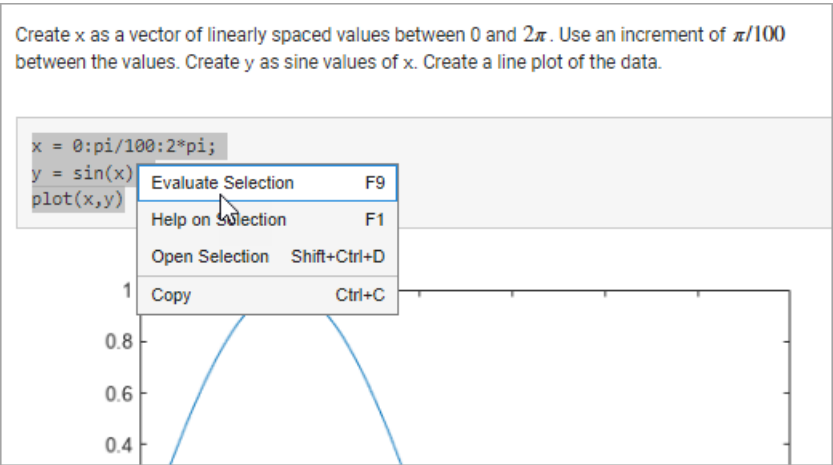 Create x as a vector of linearly spaced values between 0 and 2π. Use an increment of π/100
between the values. Create y as sine values of x. Create a line plot of the data.
x = 0:pi/100:2*pi;
y = sin(x)
plot(x,y)
Evaluate Selection F9
Help on Selection F1
Open Selection Shift+Ctrl+D
Copy Ctrl+C
1
0.8
0.6
0.4